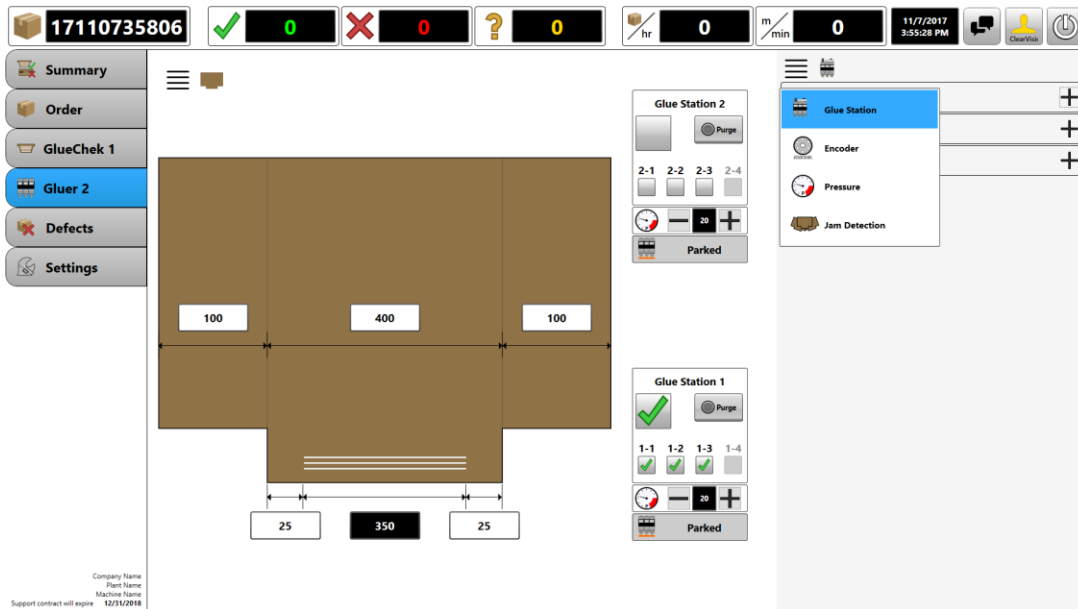 17110735806
0
0
0
/hr
0
m/min
0
11/7/2017
3:55:28 PM
ClearVision
Summary
Order
GlueChek 1
Gluer 2
Defects
Settings
100
400
100
25
350
25
Glue Station 2
Purge
2-1 2-2 2-3 2-4
20
Parked
Glue Station 1
Purge
1-1 1-2 1-3 1-4
20
Parked
Glue Station
Encoder
Pressure
Jam Detection
Company Name
Plant Name
Machine Name
Support contract will expire 12/31/2018